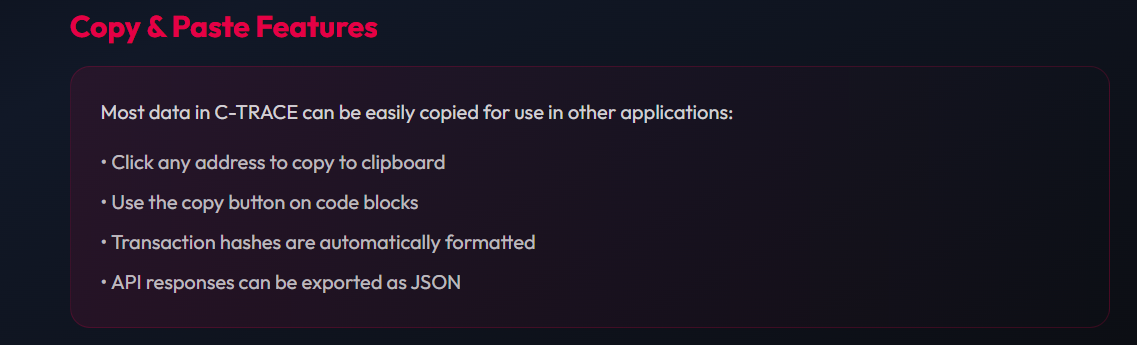 Copy & Paste Features
Most data in C-TRACE can be easily copied for use in other applications:
• Click any address to copy to clipboard
• Use the copy button on code blocks
• Transaction hashes are automatically formatted
• API responses can be exported as JSON